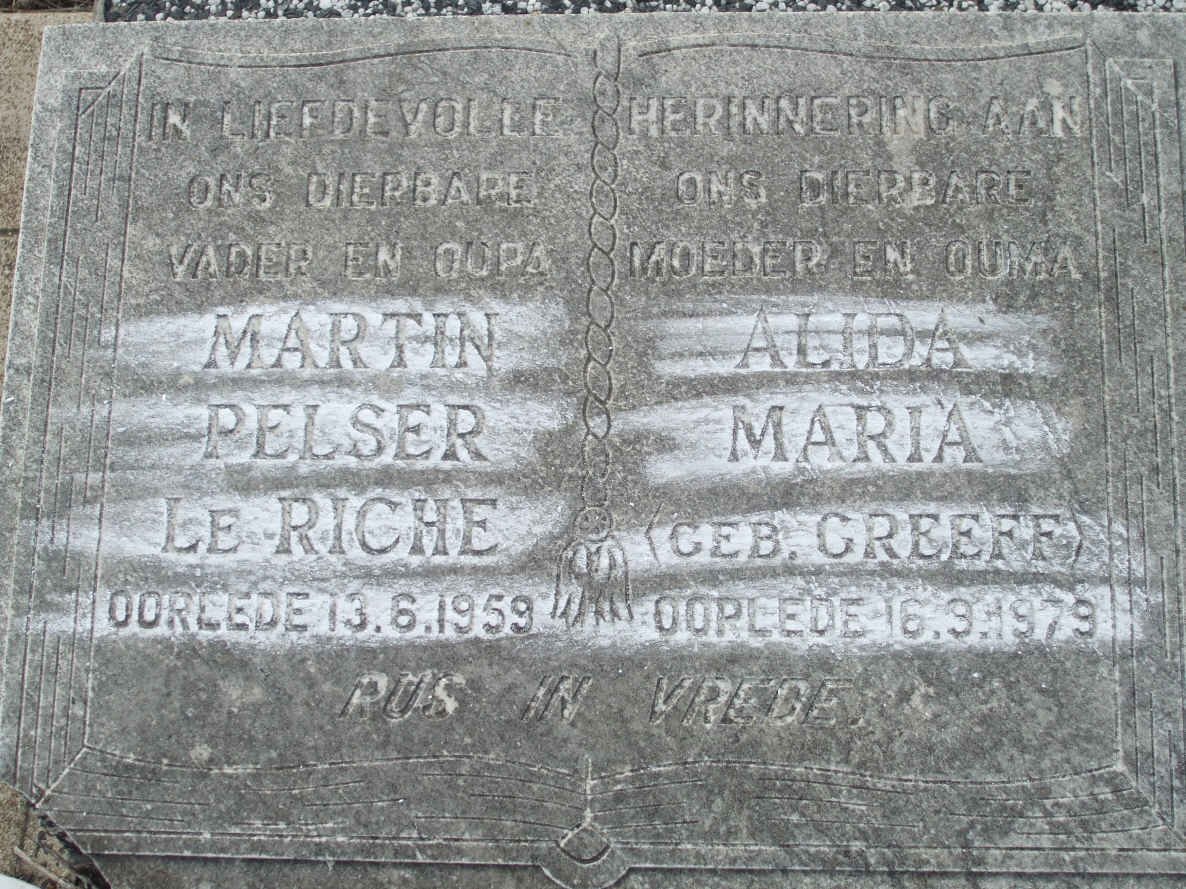 IN LIEFDEVOLLE HERINNERING AAN
ONS DIERBARE
VADER EN OUPA
MARTIN
PELSER
LE RICHE
OORLEDE 13.6.1959
ONS DIERBARE
MOEDER EN OUMA
ALIDA
MARIA
(GEB. GREEFF)
OORLEDE 16.9.1979
RUS IN VREDE.